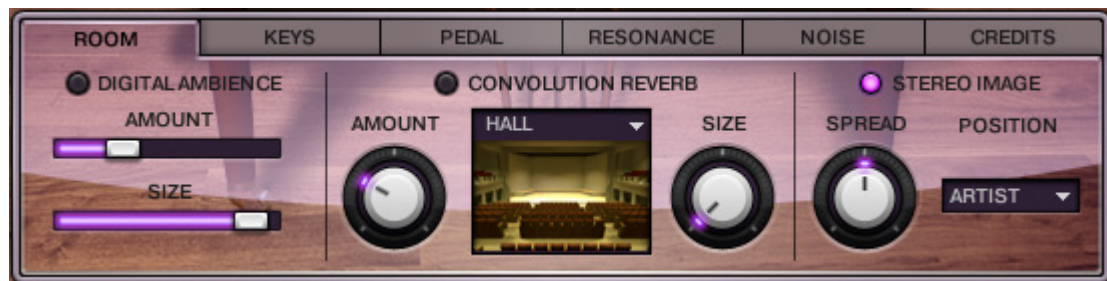 ROOM
KEYS
PEDAL
RESONANCE
NOISE
CREDITS
DIGITAL AMBIENCE
AMOUNT
SIZE
CONVOLUTION REVERB
AMOUNT
HALL
SIZE
STEREO IMAGE
SPREAD
POSITION
ARTIST